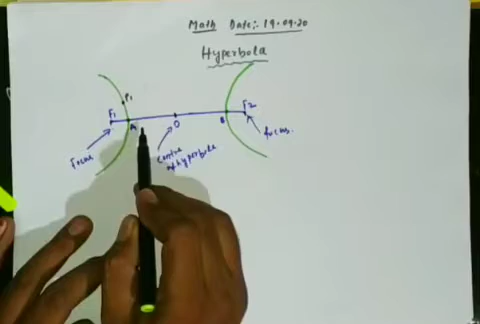 Math Date:- 19.09.20
Hyperbola
P1
F1
F2
A
O
B
Focus
Centre
of hyperbola
focus.